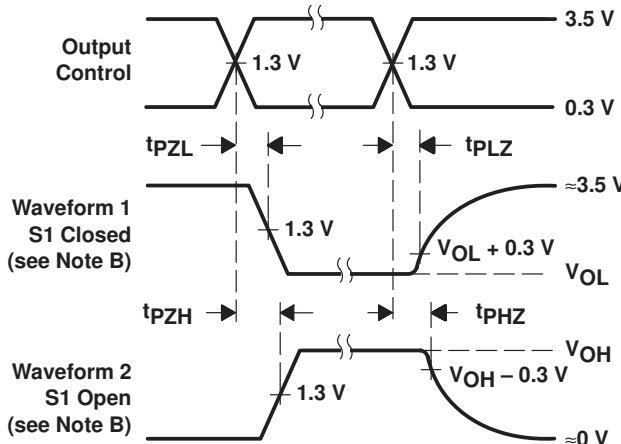 3.5 V
Output
Control
1.3 V
1.3 V
0.3 V
tPZL
tPLZ
≈3.5 V
Waveform 1
S1 Closed
(see Note B)
1.3 V
VOL + 0.3 V
VOL
tPZH
tPHZ
VOH
Waveform 2
S1 Open
(see Note B)
1.3 V
VOH – 0.3 V
≈0 V